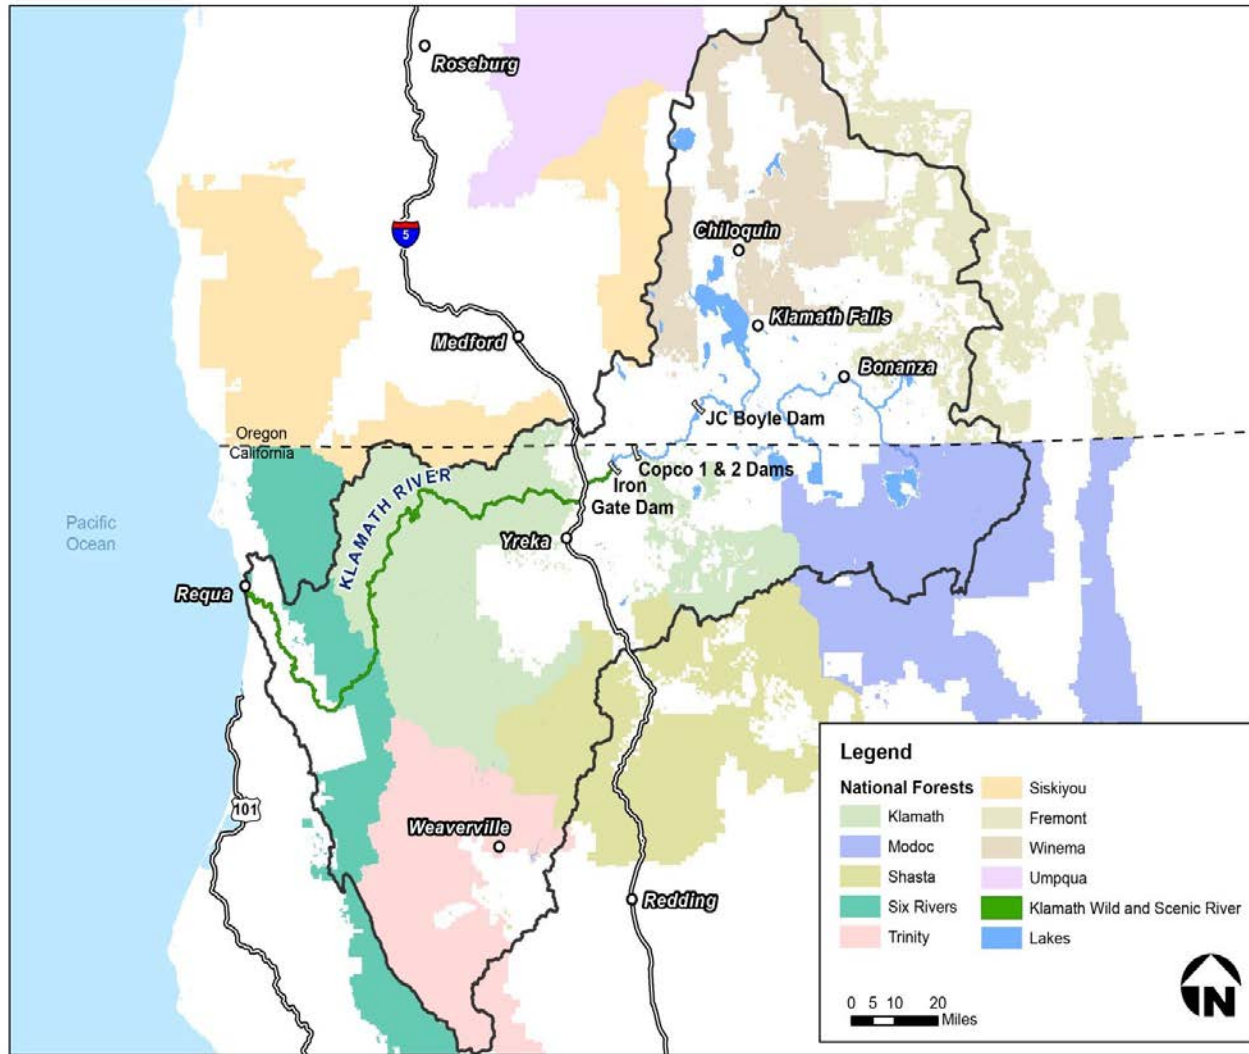 Roseburg
5
Chiloquin
Klamath Falls
Medford
Bonanza
JC Boyle Dam
Oregon
California
Copco 1 & 2 Dams
Iron
Gate Dam
KLAMATH RIVER
Pacific
Ocean
Yreka
Requa
101
Weaverville
Redding
Legend
National Forests
Klamath
Modoc
Shasta
Six Rivers
Trinity
Siskiyou
Fremont
Winema
Umpqua
Klamath Wild and Scenic River
Lakes
0 5 10 20
Miles
N